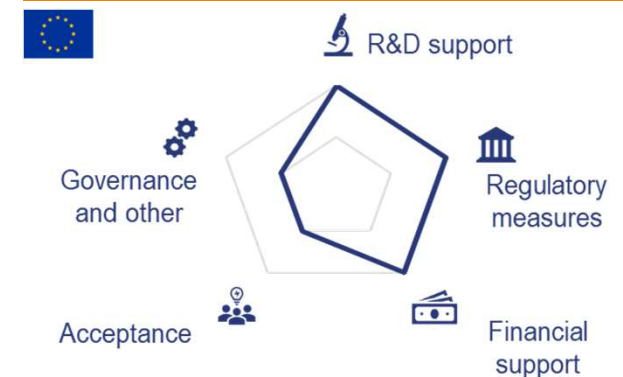 R&D support
Governance
and other
Regulatory
measures
Acceptance
Financial
support